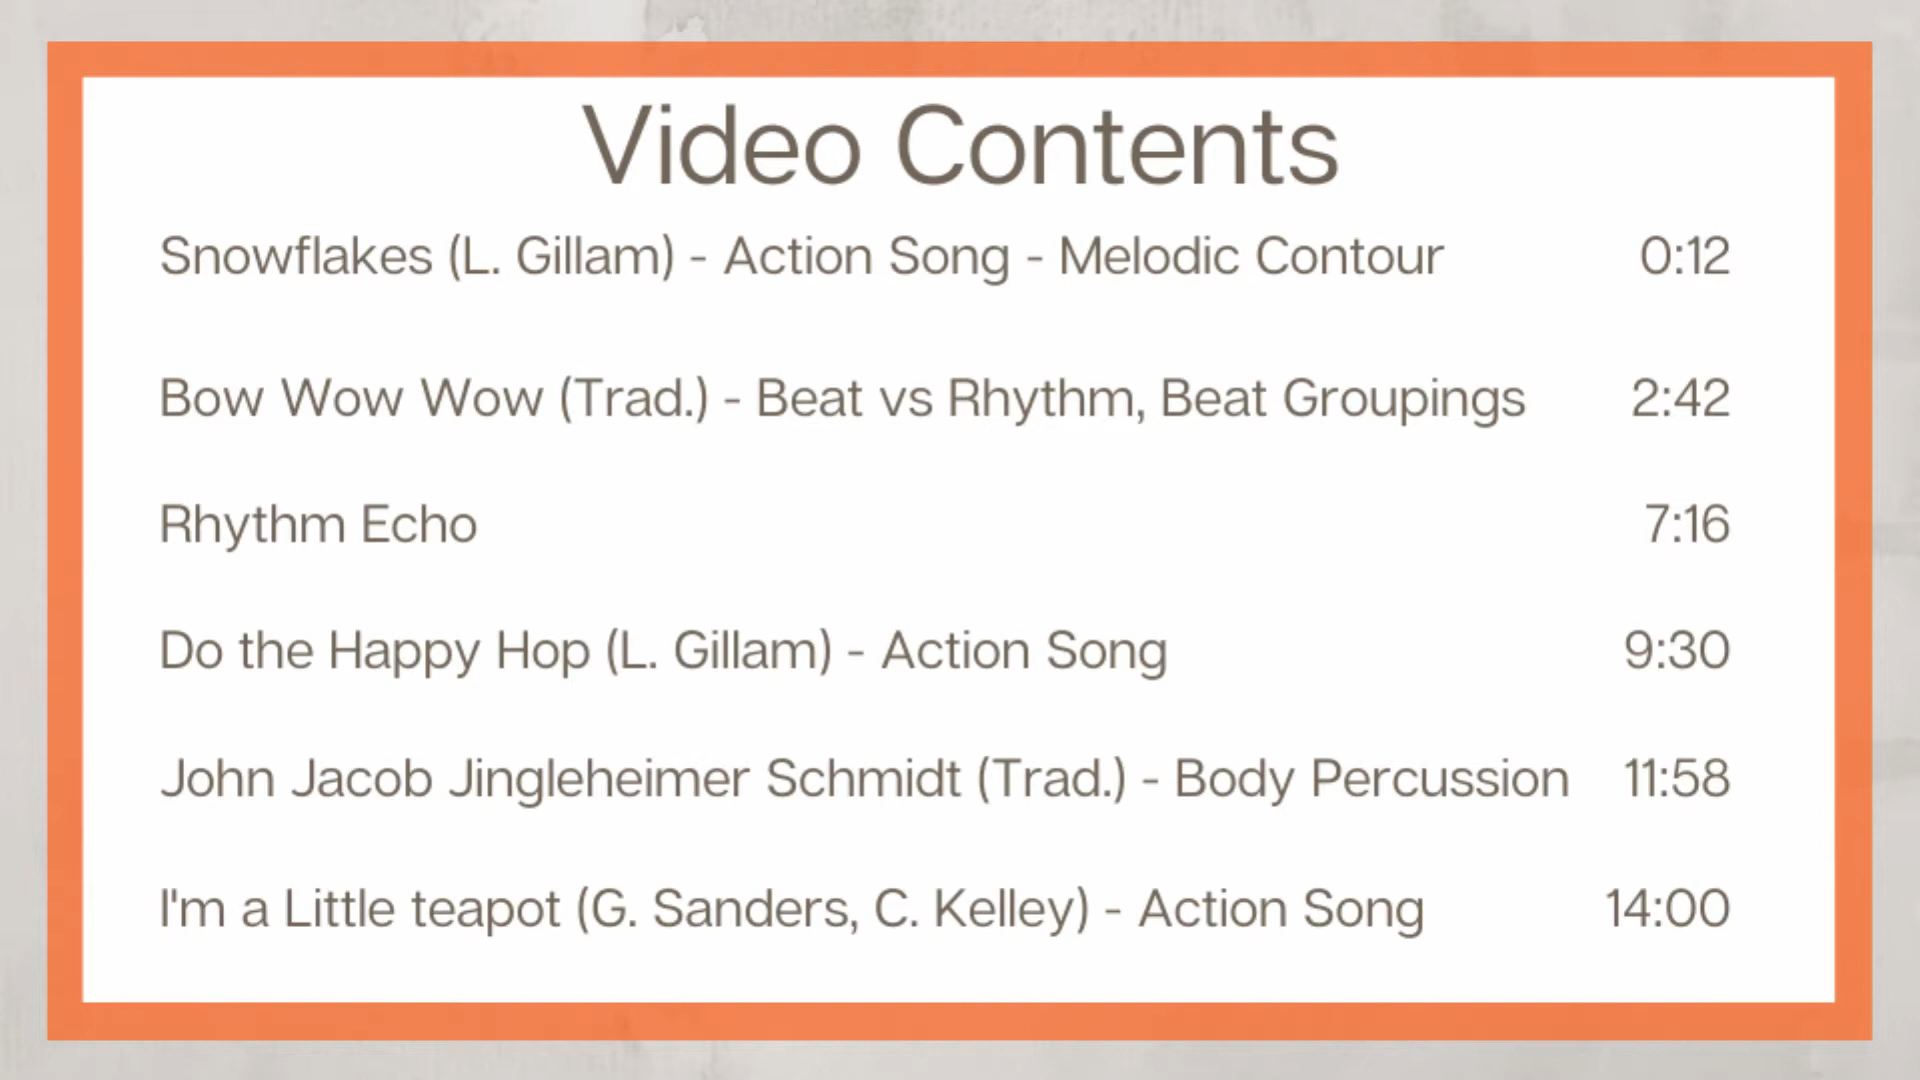 Video Contents
Snowflakes (L. Gillam) - Action Song - Melodic Contour 0:12
Bow Wow Wow (Trad.) - Beat vs Rhythm, Beat Groupings 2:42
Rhythm Echo 7:16
Do the Happy Hop (L. Gillam) - Action Song 9:30
John Jacob Jingleheimer Schmidt (Trad.) - Body Percussion 11:58
I'm a Little teapot (G. Sanders, C. Kelley) - Action Song 14:00